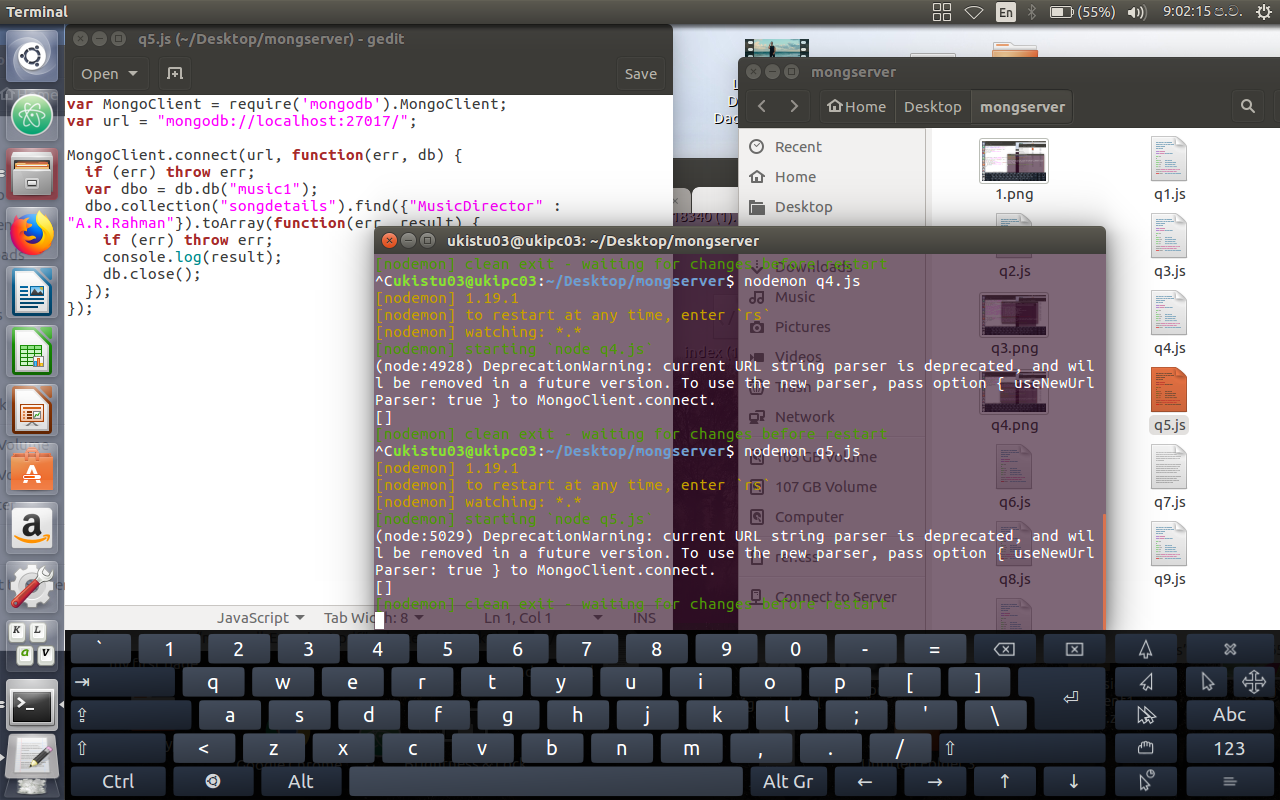 Terminal
En
(55%)
9:02:15 ප.ව.
q5.js (~/Desktop/mongserver) - gedit
Open
Save
var MongoClient = require('mongodb').MongoClient;
var url = "mongodb://localhost:27017/";
MongoClient.connect(url, function(err, db) {
if (err) throw err;
var dbo = db.db("music1");
dbo.collection("songdetails").find({"MusicDirector" :
"A.R.Rahman"}).toArray(function(err, result) {
if (err) throw err;
console.log(result);
db.close();
});
});
JavaScript
Tab Width: 8
Ln 1, Col 1
INS
mongserver
Home
Desktop
mongserver
Recent
Home
Desktop
Downloads
Music
Pictures
Videos
Trash
Network
105 GB Volume
107 GB Volume
Computer
Connect to Server
1.png
q1.js
q2.js
q3.js
q3.png
q4.js
q4.png
q5.js
q6.js
q7.js
q8.js
q9.js
18340 (1).
ukistu03@ukipc03: ~/Desktop/mongserver
[nodemon] clean exit - waiting for changes before restart
^Cukistu03@ukipc03:~/Desktop/mongserver$ nodemon q4.js
[nodemon] 1.19.1
[nodemon] to restart at any time, enter `rs`
[nodemon] watching: *.*
[nodemon] starting `node q4.js`
(node:4928) DeprecationWarning: current URL string parser is deprecated, and wil
l be removed in a future version. To use the new parser, pass option { useNewUrl
Parser: true } to MongoClient.connect.
[]
[nodemon] clean exit - waiting for changes before restart
^Cukistu03@ukipc03:~/Desktop/mongserver$ nodemon q5.js
[nodemon] 1.19.1
[nodemon] to restart at any time, enter `rs`
[nodemon] watching: *.*
[nodemon] starting `node q5.js`
(node:5029) DeprecationWarning: current URL string parser is deprecated, and wil
l be removed in a future version. To use the new parser, pass option { useNewUrl
Parser: true } to MongoClient.connect.
[]
[nodemon] clean exit - waiting for changes before restart
` 1 2 3 4 5 6 7 8 9 0 - =
q w e r t y u i o p [ ]
a s d f g h j k l ; ' \ Abc
< z x c v b n m , . / 123
Ctrl Alt Alt Gr